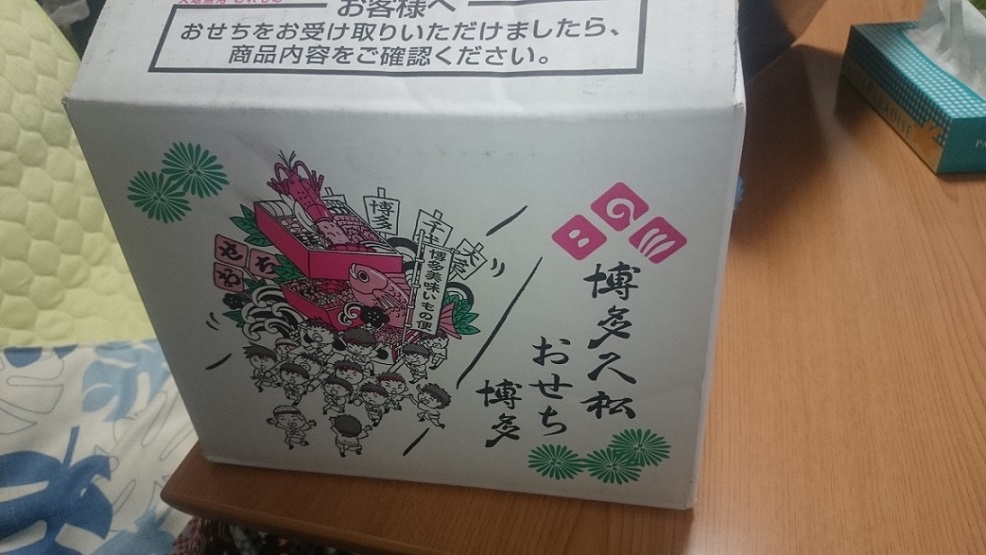 お客様へ
おせちをお受け取りいただけましたら、
商品内容をご確認ください。
博多
博多美味いもの便
博多久松
おせち
博多